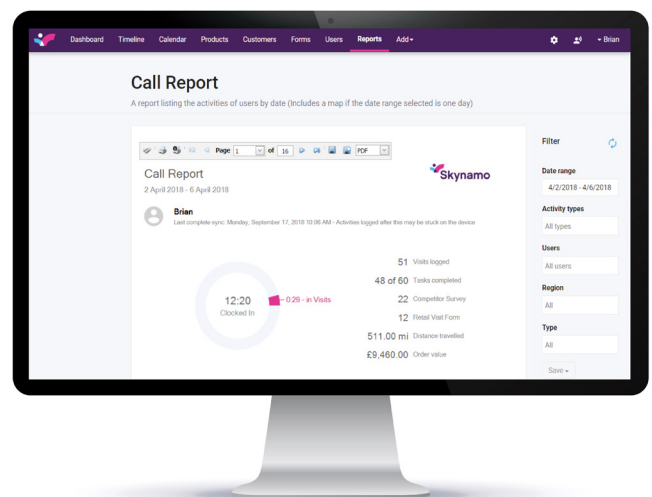 Dashboard Timeline Calendar Products Customers Forms Users Reports Add Brian
Call Report
A report listing the activities of users by date (Includes a map if the date range selected is one day)
Page 1 of 16 PDF
Call Report
2 April 2018 - 6 April 2018
Skynamo
Brian
Last complete sync: Monday, September 17, 2018 10:06 AM - Activities logged after this may be stuck on the device
12:20
Clocked In
0:29 - in Visits
51 Visits logged
48 of 60 Tasks completed
22 Competitor Survey
12 Retail Visit Form
511.00 mi Distance travelled
£9,460.00 Order value
Filter
Date range
4/2/2018 - 4/6/2018
Activity types
All types
Users
All users
Region
All
Type
All
Save